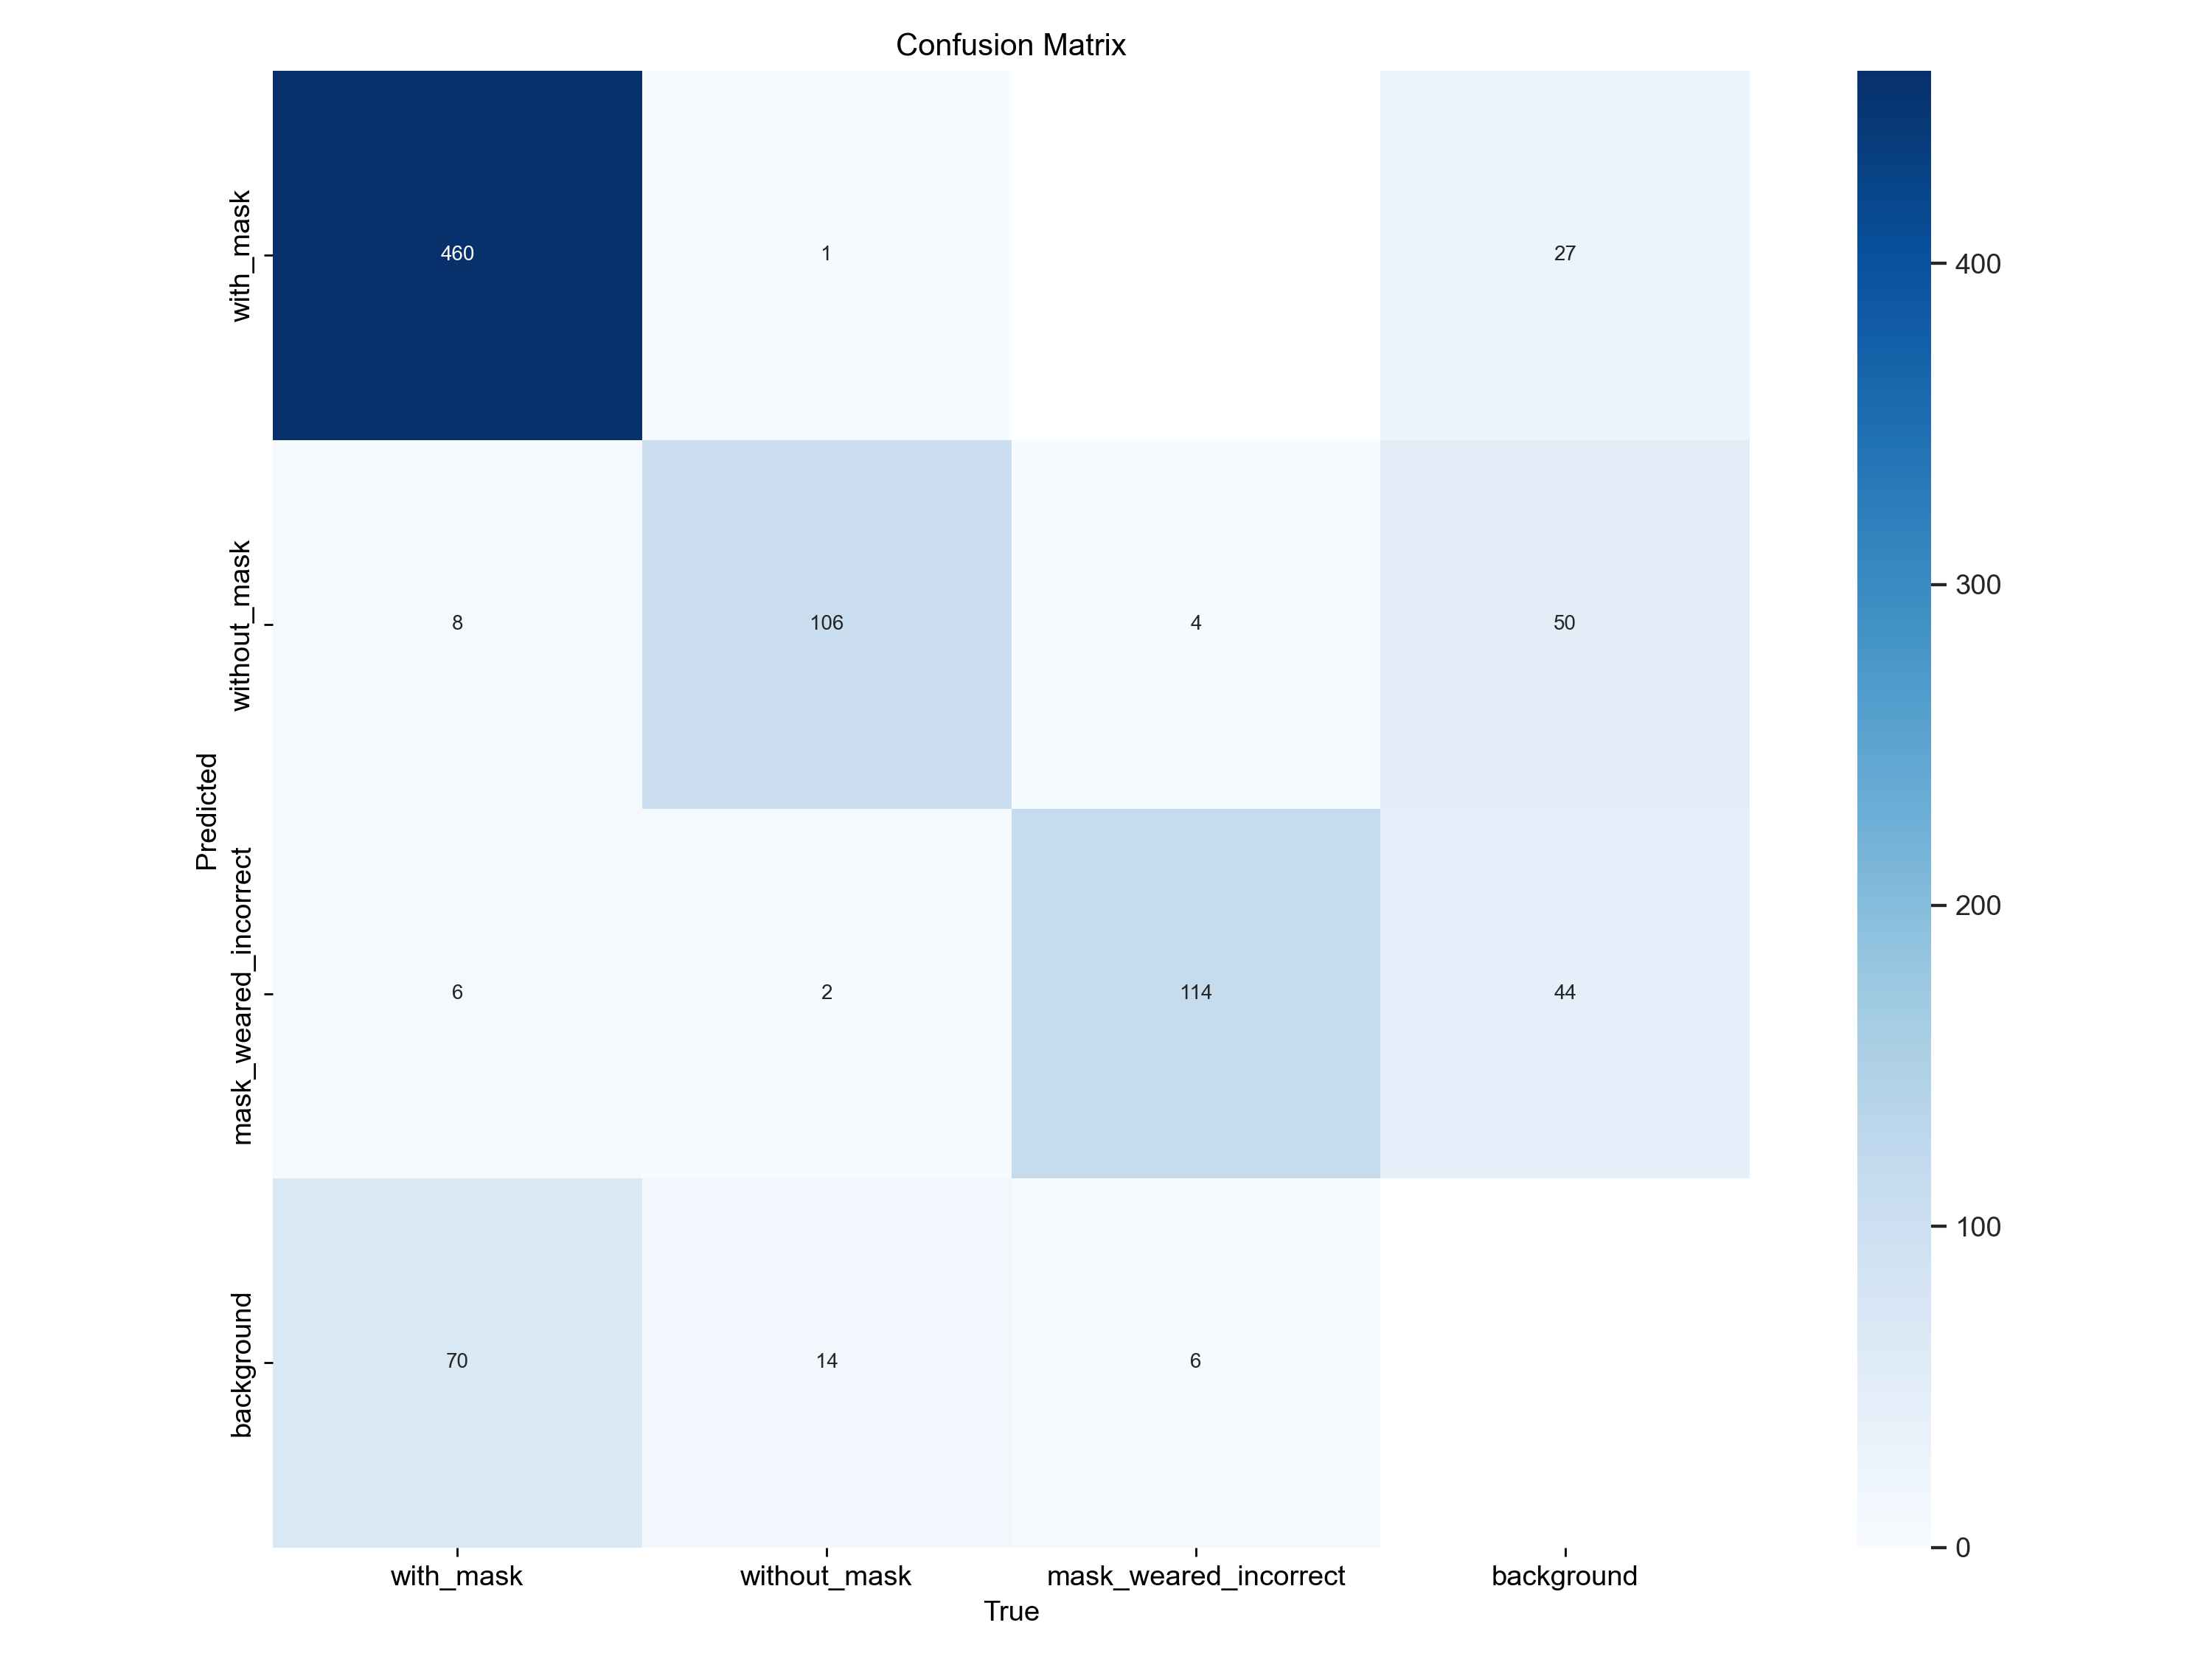 Confusion Matrix
with_mask
460
1
27
400
300
without_mask
8
106
4
50
Predicted
200
mask_weared_incorrect
6
2
114
44
100
background
70
14
6
0
with_mask
without_mask
mask_weared_incorrect
background
True